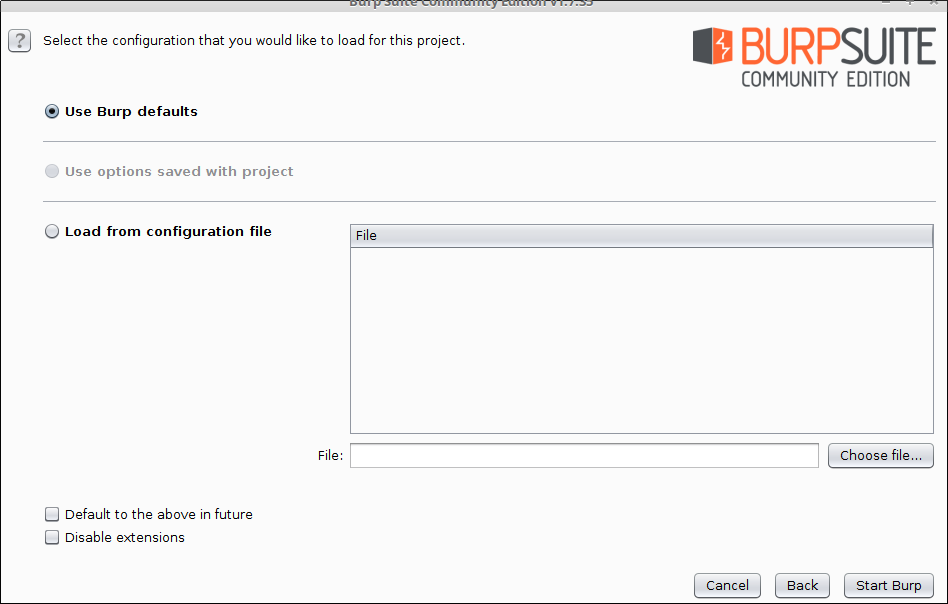 Burp Suite Community Edition v1.7.35
?
Select the configuration that you would like to load for this project.
BURPSUITE
COMMUNITY EDITION
Use Burp defaults
Use options saved with project
Load from configuration file
File
File:
Choose file...
Default to the above in future
Disable extensions
Cancel
Back
Start Burp